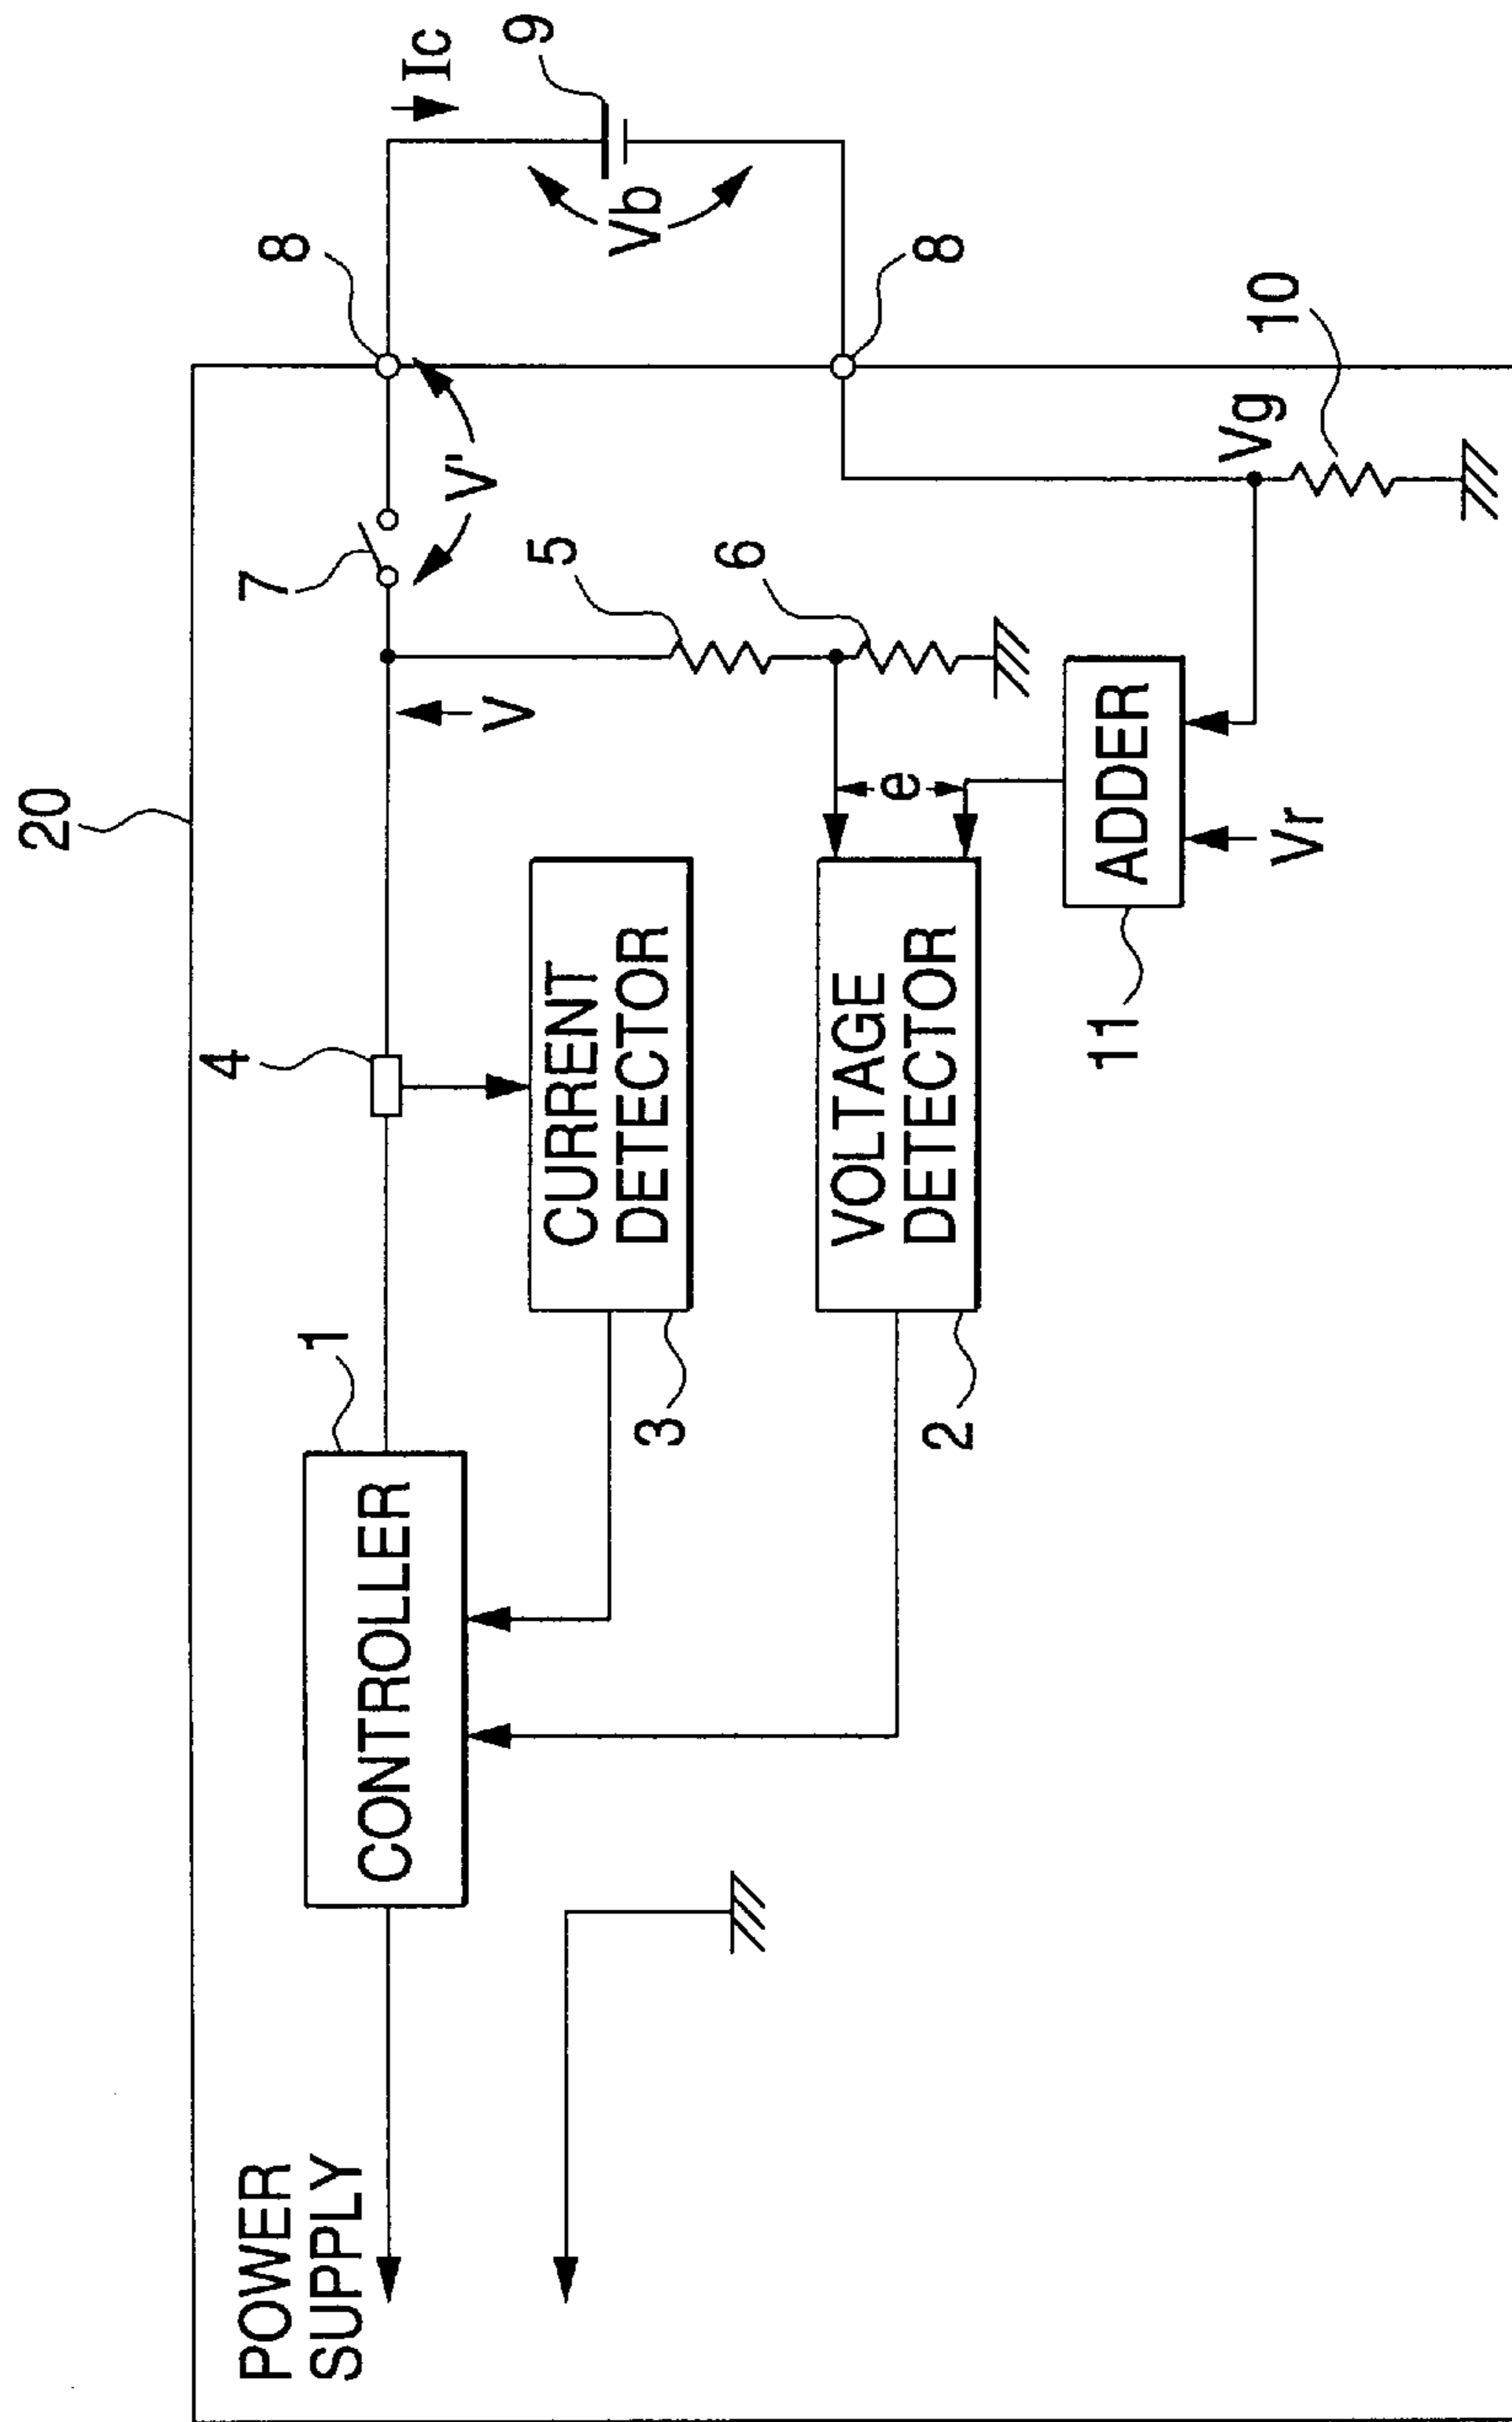 20
POWER
SUPPLY
1
CONTROLLER
4
V
7
V'
8
Ic
9
Vb
CURRENT
DETECTOR
3
5
6
VOLTAGE
DETECTOR
2
e
8
ADDER
11
Vr
Vg
10